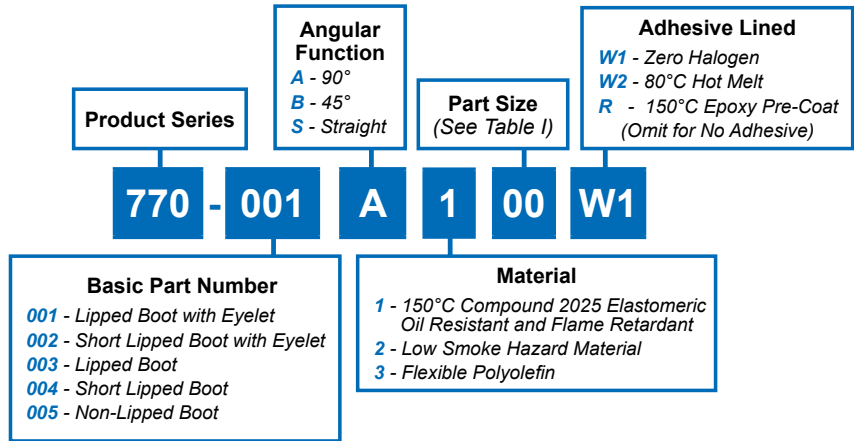 Angular
Function
A - 90°
B - 45°
S - Straight
Adhesive Lined
W1 - Zero Halogen
W2 - 80°C Hot Melt
R - 150°C Epoxy Pre-Coat
(Omit for No Adhesive)
Product Series
Part Size
(See Table I)
770 - 001 A 1 00 W1
Basic Part Number
001 - Lipped Boot with Eyelet
002 - Short Lipped Boot with Eyelet
003 - Lipped Boot
004 - Short Lipped Boot
005 - Non-Lipped Boot
Material
1 - 150°C Compound 2025 Elastomeric
Oil Resistant and Flame Retardant
2 - Low Smoke Hazard Material
3 - Flexible Polyolefin